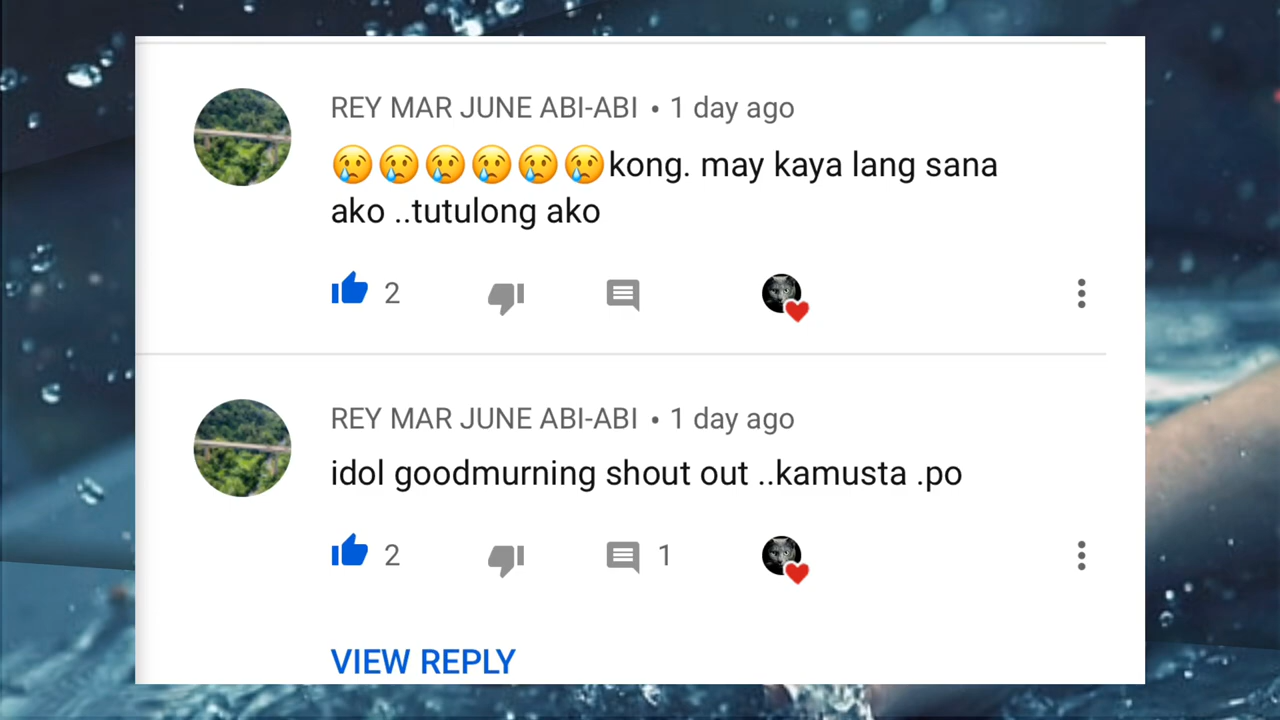 REY MAR JUNE ABI-ABI • 1 day ago
😢😢😢😢😢😢kong. may kaya lang sana
ako ..tutulong ako
2
REY MAR JUNE ABI-ABI • 1 day ago
idol goodmurning shout out ..kamusta .po
2 1
VIEW REPLY